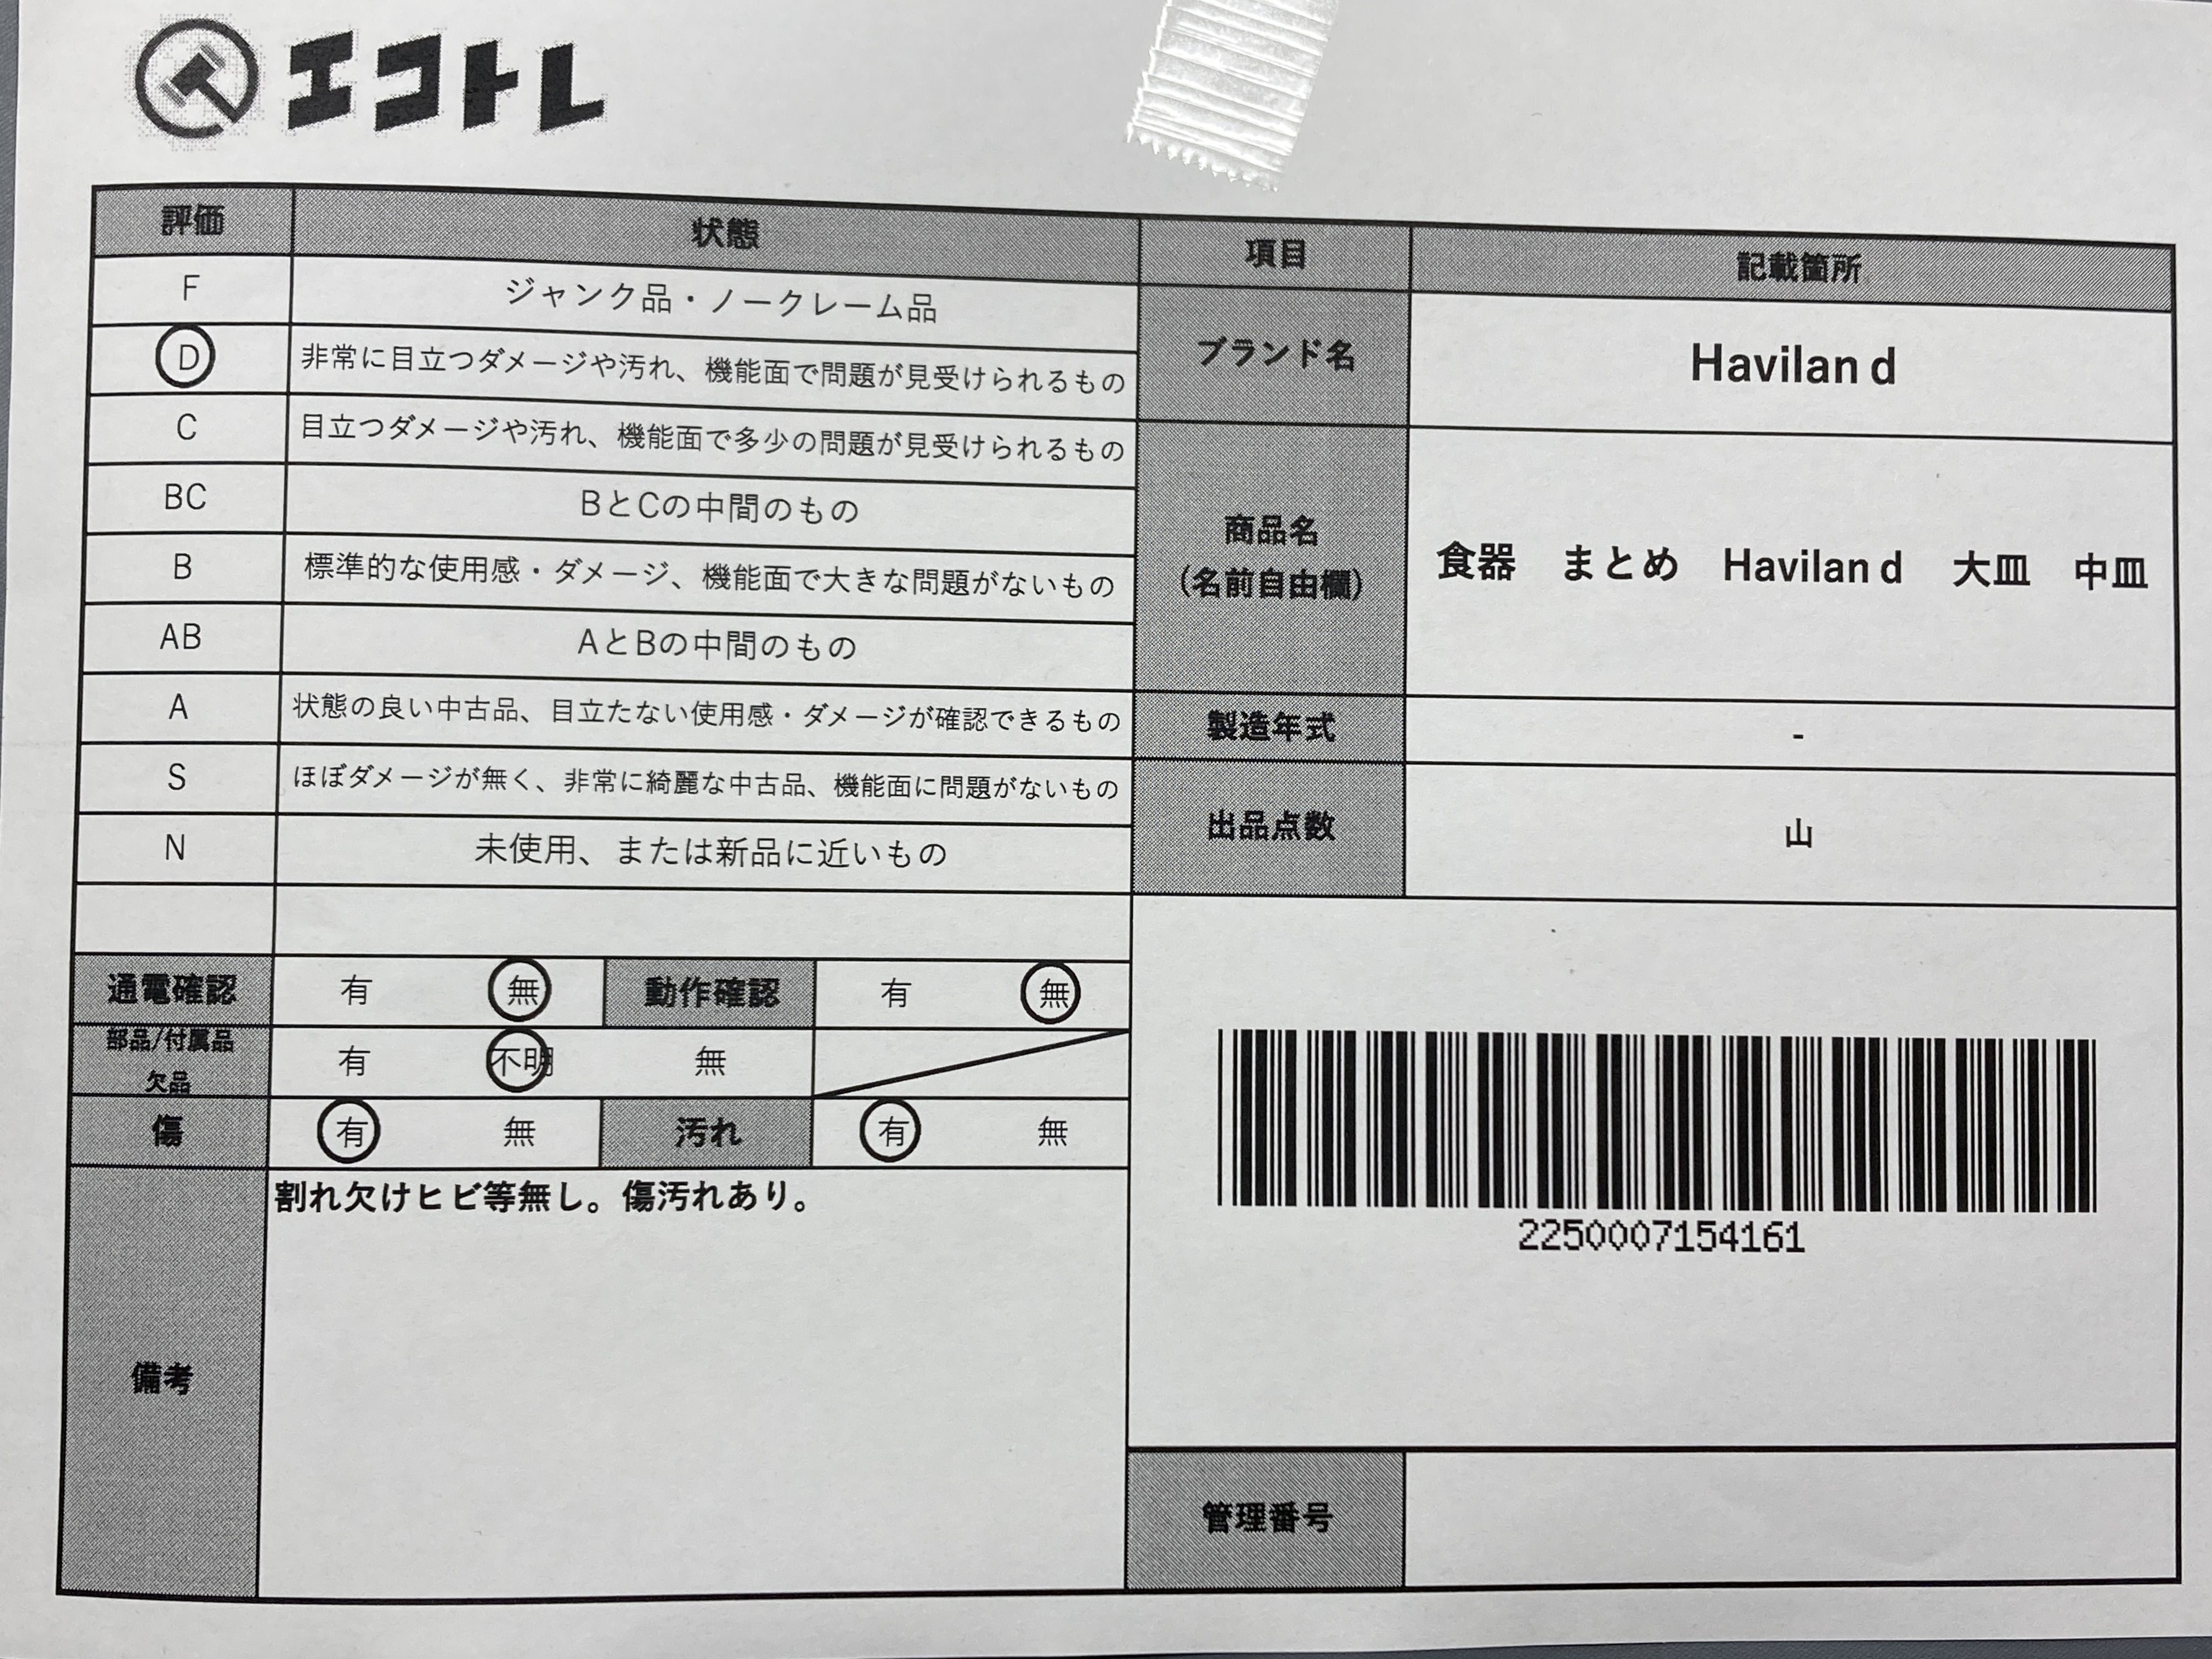 エコトレ
評価 状態
F ジャンク品・ノークレーム品
D 非常に目立つダメージや汚れ、機能面で問題が見受けられるもの
C 目立つダメージや汚れ、機能面で多少の問題が見受けられるもの
BC BとCの中間のもの
B 標準的な使用感・ダメージ、機能面で大きな問題がないもの
AB AとBの中間のもの
A 状態の良い中古品、目立たない使用感・ダメージが確認できるもの
S ほぼダメージが無く、非常に綺麗な中古品、機能面に問題がないもの
N 未使用、または新品に近いもの
通電確認 有 無 動作確認 有 無
部品/付属品
欠品 有 不明 無
傷 有 無 汚れ 有 無
備考 割れ欠けヒビ等無し。傷汚れあり。
項目 記載箇所
ブランド名 Haviland
商品名
(名前自由欄) 食器 まとめ Haviland 大皿 中皿
製造年式 -
出品点数 山
2250007154161
管理番号